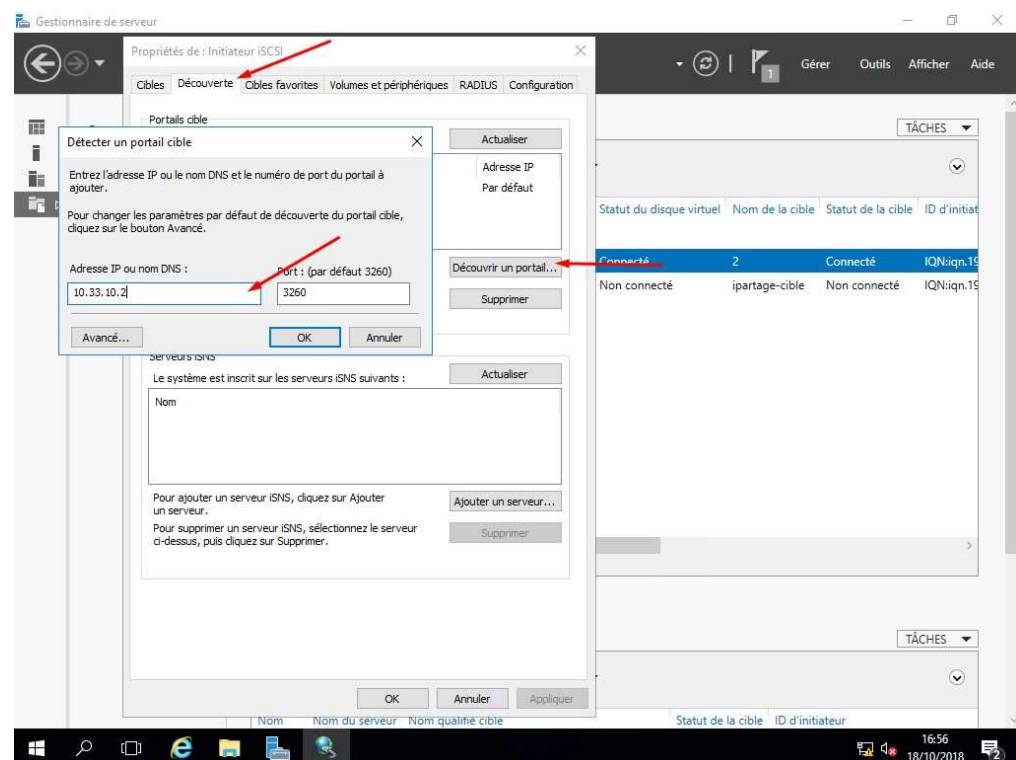 Gestionnaire de serveur
Propriétés de : Initiateur iSCSI
1
Gérer
Outils
Afficher
Aide
Cibles
Découverte
Cibles favorites
Volumes et périphériques
RADIUS
Configuration
Portails cible
Actualiser
Adresse IP
Par défaut
Découvrir un portail...
Supprimer
Détecter un portail cible
Entrez l'adresse IP ou le nom DNS et le numéro de port du portail à
ajouter.
Pour changer les paramètres par défaut de découverte du portail cible,
cliquez sur le bouton Avancé.
Adresse IP ou nom DNS :
Port : (par défaut 3260)
10.33.10.2
3260
Avancé...
OK
Annuler
Serveurs iSNS
Le système est inscrit sur les serveurs iSNS suivants :
Actualiser
Nom
Pour ajouter un serveur iSNS, cliquez sur Ajouter
un serveur.
Ajouter un serveur...
Pour supprimer un serveur iSNS, sélectionnez le serveur
ci-dessus, puis cliquez sur Supprimer.
Supprimer
OK
Annuler
Appliquer
TÂCHES
Statut du disque virtuel
Nom de la cible
Statut de la cible
ID d'initiat
Connecté
2
Connecté
IQN:iqn.19
Non connecté
ipartage-cible
Non connecté
IQN:iqn.19
TÂCHES
Nom
Nom du serveur
Nom qualifié cible
Statut de la cible
ID d'initiateur
16:56
18/10/2018
2